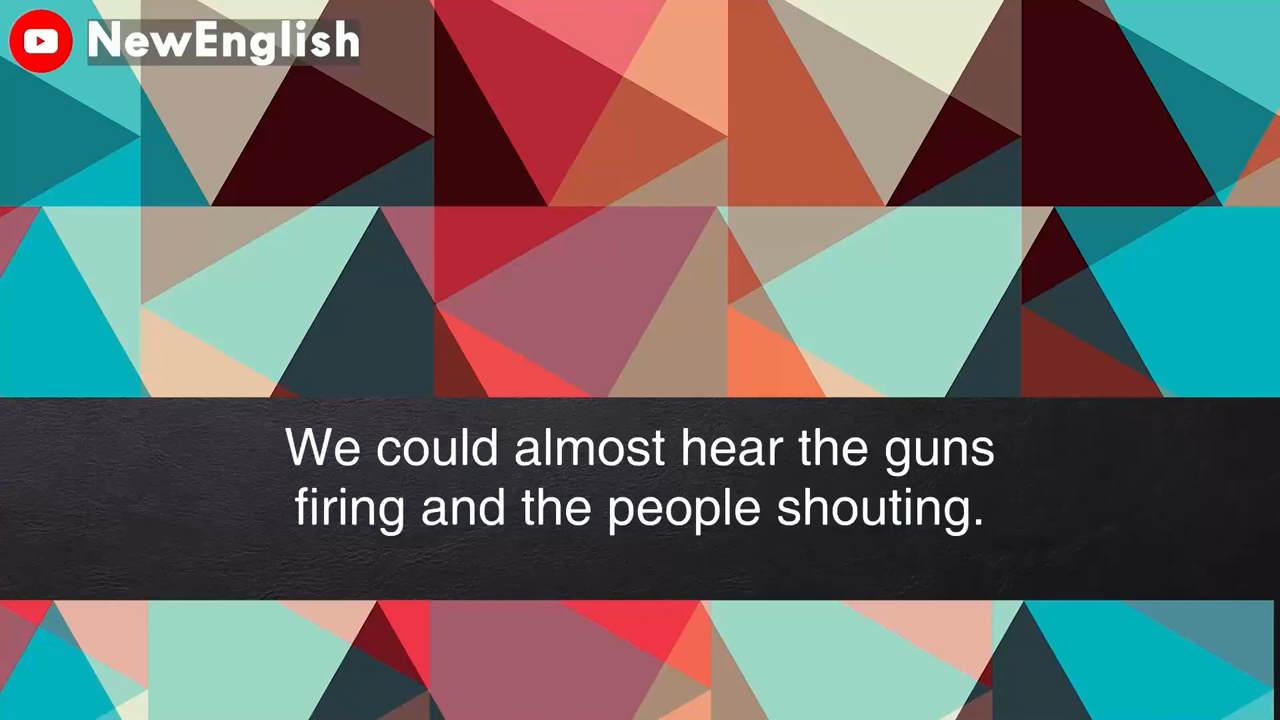 NewEnglish
We could almost hear the guns
firing and the people shouting.